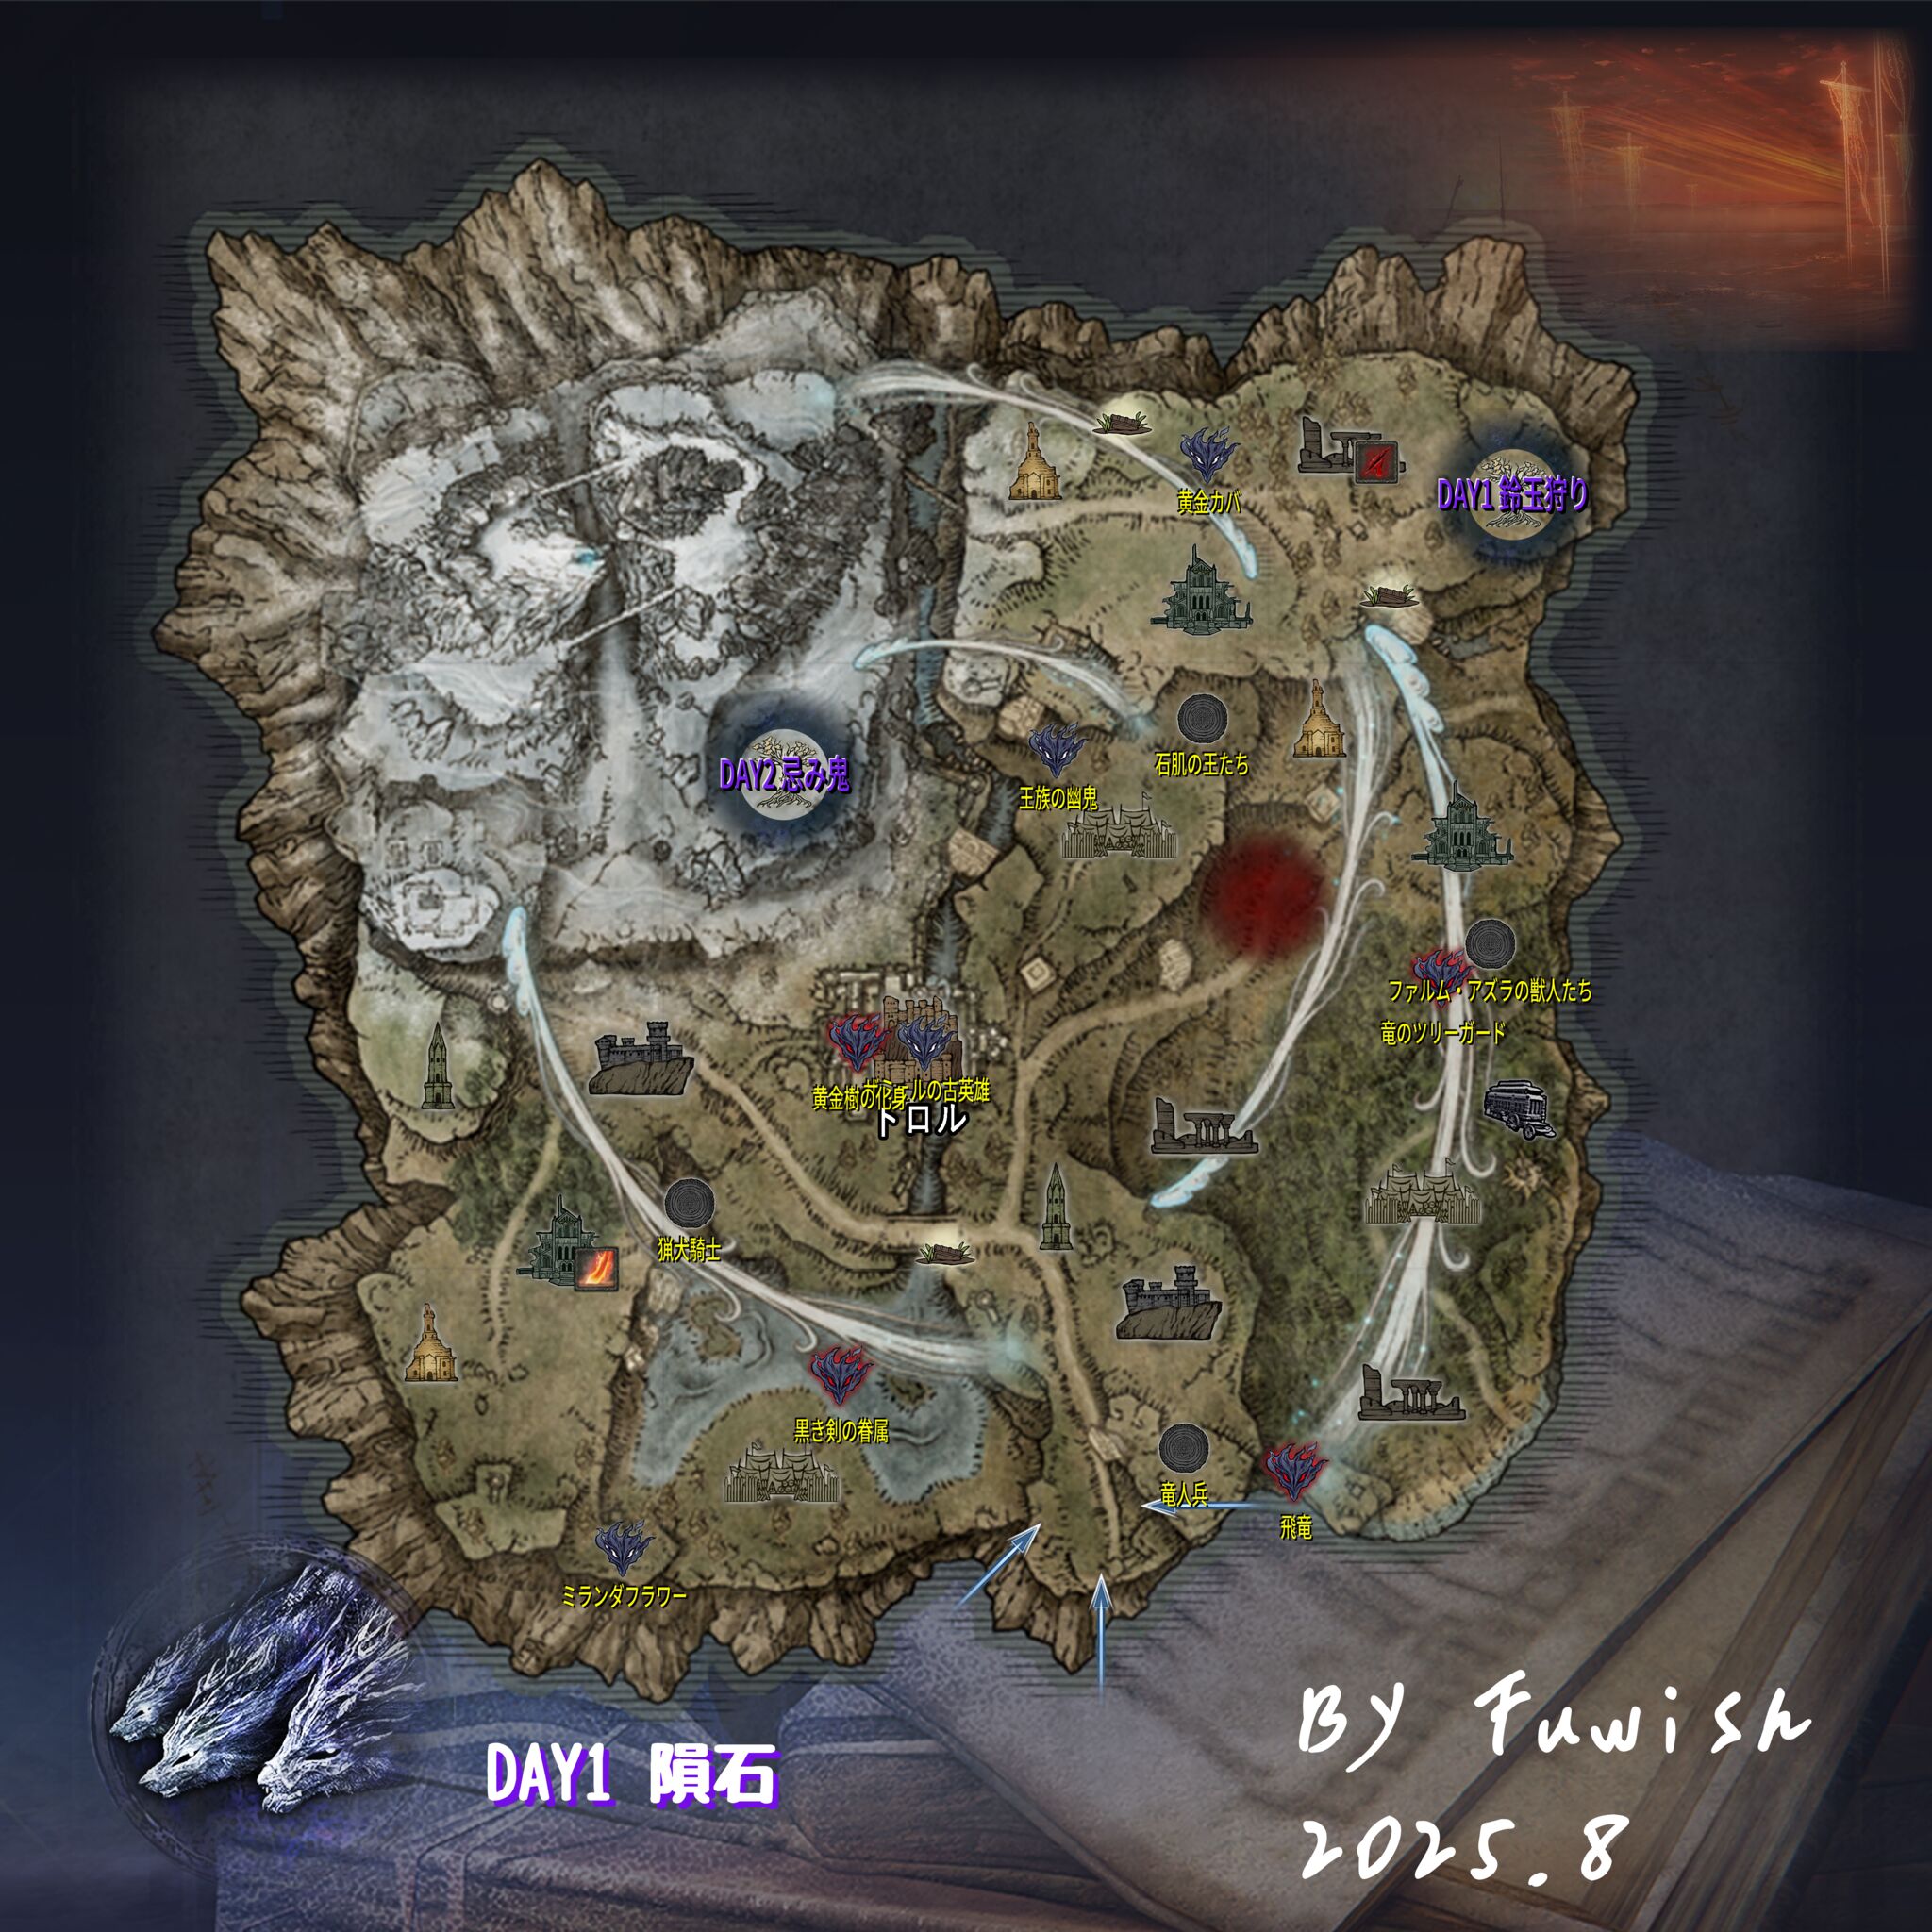 黄金カバ
DAY1 鈴玉狩り
石肌の王たち
DAY2 忌み鬼
王族の幽鬼
ファルム・アズラの獣人たち
竜のツリーガード
黄金樹の化身
ザミェルの古英雄
トロル
猟犬騎士
黒き剣の眷属
竜人兵
飛竜
ミランダフラワー
DAY1 隕石
By Fuwish
2025.8